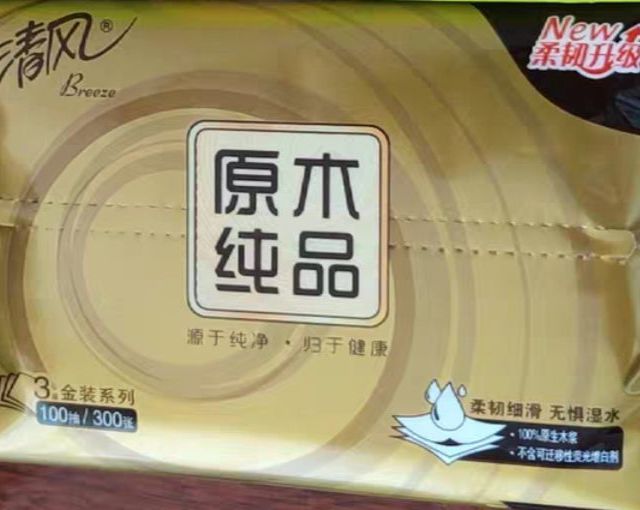 清风®
Breeze
New
柔韧升级
原木
纯品
源于纯净·归于健康
3层金装系列
100抽/300张
柔韧细滑 无惧湿水
·100%原生木浆
·不含可迁移性荧光增白剂